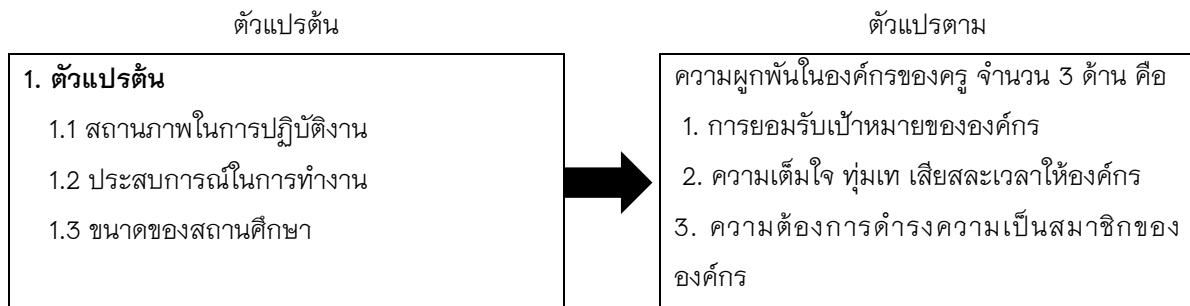 ตัวแปรต้น
1. ตัวแปรต้น
1.1 สถานภาพในการปฏิบัติงาน
1.2 ประสบการณ์ในการทำงาน
1.3 ขนาดของสถานศึกษา
ตัวแปรตาม
ความผูกพันในองค์กรของครู จำนวน 3 ด้าน คือ
1. การยอมรับเป้าหมายขององค์กร
2. ความเต็มใจ ทุ่มเท เสียสละเวลาให้องค์กร
3. ความต้องการดำรงความเป็นสมาชิกของ
องค์กร